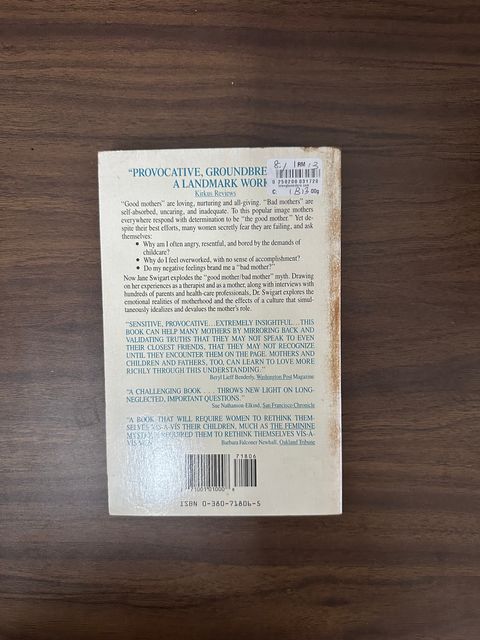 "PROVOCATIVE, GROUNDBRE
A LANDMARK WORK
Kirkus Reviews
"Good mothers" are loving, nurturing and all-giving. "Bad mothers" are
self-absorbed, uncaring, and inadequate. To this popular image mothers
everywhere respond with determination to be "the good mother." Yet de-
spite their best efforts, many women secretly fear they are failing, and ask
themselves:
• Why am I often angry, resentful, and bored by the demands
of childcare?
• Why do I feel overworked, with no sense of accomplishment?
• Do my negative feelings brand me a "bad mother?"
Now Jane Swigart explodes the "good mother/bad mother" myth. Drawing
on her experiences as a therapist and as a mother, along with interviews with
hundreds of parents and health-care professionals, Dr. Swigart explores the
emotional realities of motherhood and the effects of a culture that simul-
taneously idealizes and devalues the mother's role.
"SENSITIVE, PROVOCATIVE...EXTREMELY INSIGHTFUL...THIS
BOOK CAN HELP MANY MOTHERS BY MIRRORING BACK AND
VALIDATING TRUTHS THAT THEY MAY NOT SPEAK TO EVEN
THEIR CLOSEST FRIENDS, THAT THEY MAY NOT RECOGNIZE
UNTIL THEY ENCOUNTER THEM ON THE PAGE. MOTHERS AND
CHILDREN AND FATHERS, TOO, CAN LEARN TO LOVE MORE
RICHLY THROUGH THIS UNDERSTANDING."
Beryl Lieff Benderly, Washington Post Magazine
"A CHALLENGING BOOK . . . . THROWS NEW LIGHT ON LONG-
NEGLECTED, IMPORTANT QUESTIONS."
Sue Nathanson-Elkind, San Francisco Chronicle
"A BOOK THAT WILL REQUIRE WOMEN TO RETHINK THEM-
SELVES VIS-À-VIS THEIR CHILDREN, MUCH AS THE FEMININE
MYSTI REQUIRED THEM TO RETHINK THEMSELVES VIS-À-
VIS MEN
Barbara Falconer Newhall, Oakland Tribune
71806
ISBN 0-380-71806-5
RM